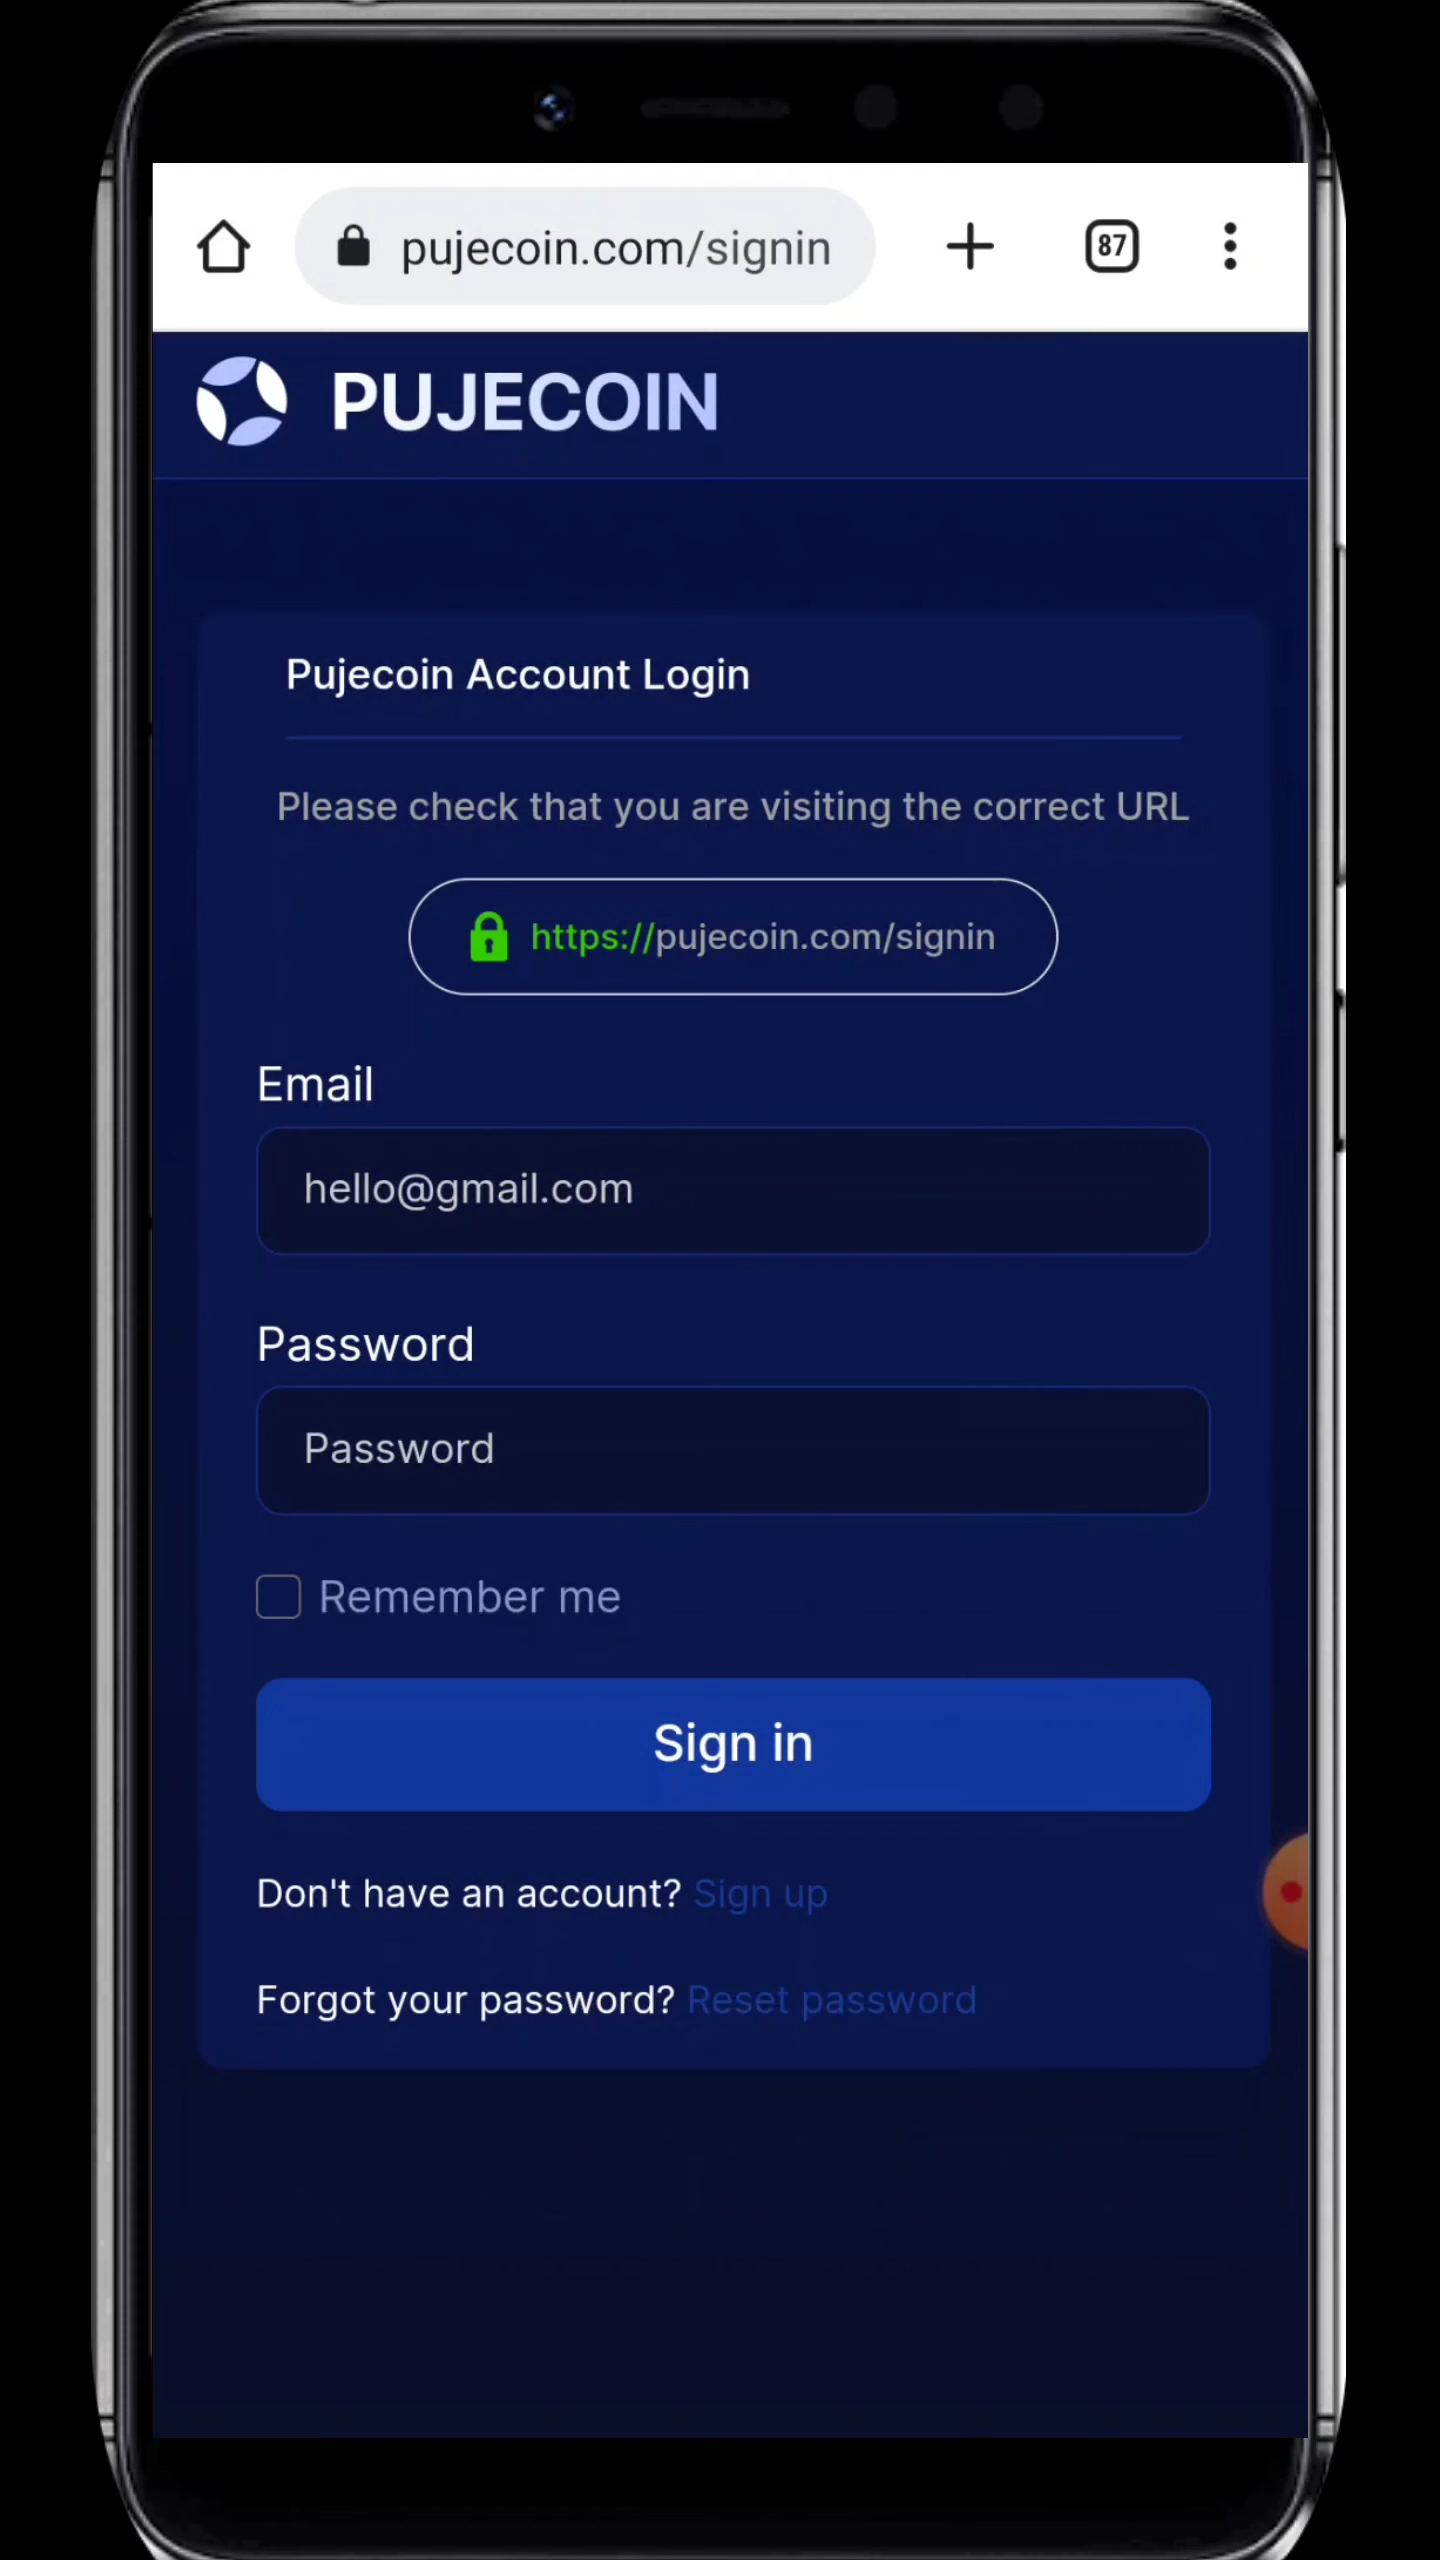 pujecoin.com/signin
87
PUJECOIN
Pujecoin Account Login
Please check that you are visiting the correct URL
https://pujecoin.com/signin
Email
hello@gmail.com
Password
Password
Remember me
Sign in
Don't have an account? Sign up
Forgot your password? Reset password